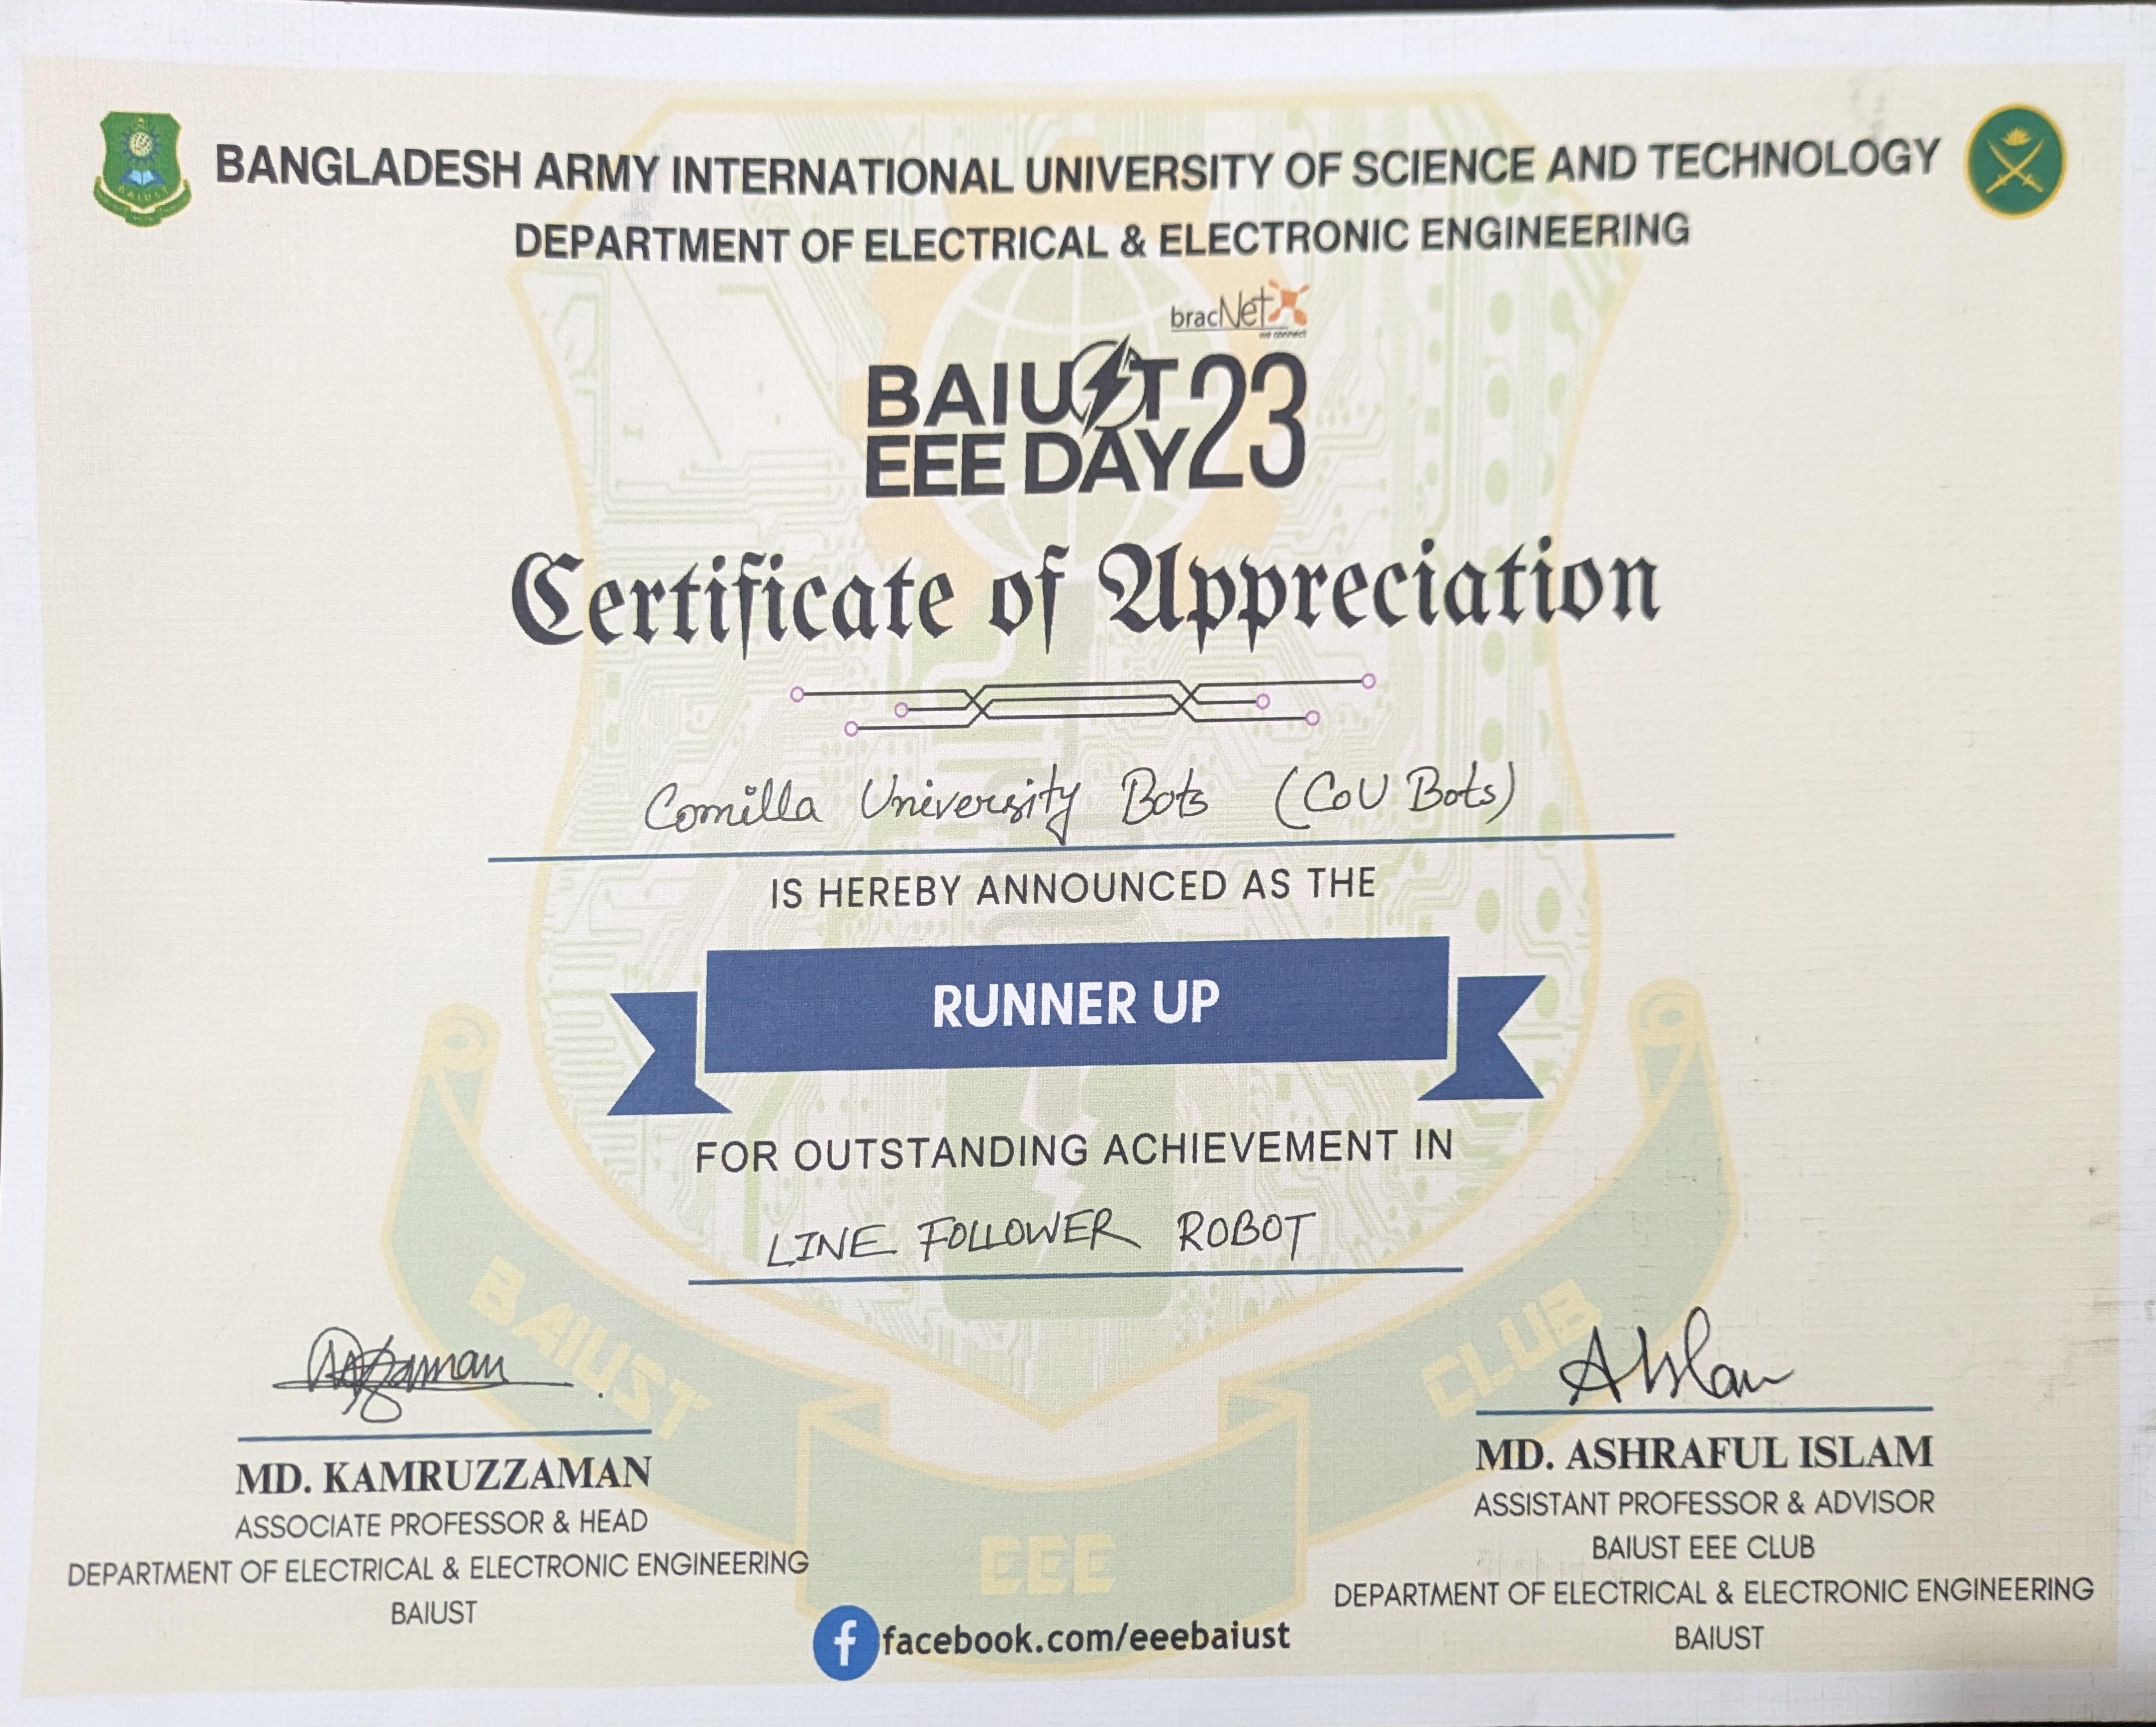 BANGLADESH ARMY INTERNATIONAL UNIVERSITY OF SCIENCE AND TECHNOLOGY
DEPARTMENT OF ELECTRICAL & ELECTRONIC ENGINEERING
bracNet
we connect
BAIUST
EEE DAY 23
Certificate of Appreciation
Comilla University Bots (CoU Bots)
IS HEREBY ANNOUNCED AS THE
RUNNER UP
FOR OUTSTANDING ACHIEVEMENT IN
LINE FOLLOWER ROBOT
MD. KAMRUZZAMAN
ASSOCIATE PROFESSOR & HEAD
DEPARTMENT OF ELECTRICAL & ELECTRONIC ENGINEERING
BAIUST
MD. ASHRAFUL ISLAM
ASSISTANT PROFESSOR & ADVISOR
BAIUST EEE CLUB
DEPARTMENT OF ELECTRICAL & ELECTRONIC ENGINEERING
BAIUST
BAIUST EEE CLUB
facebook.com/eeebaiust